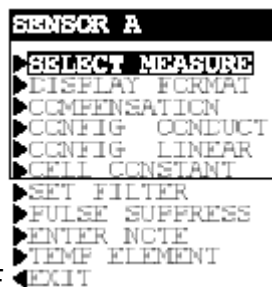 SENSOR A
SELECT MEASURE
DISPLAY FORMAT
COMPENSATION
CONFIG CONDUCT
CONFIG LINEAR
CELL CONSTANT
SET FILTER
PULSE SUPPRESS
ENTER NOTE
TEMP ELEMENT
EXIT